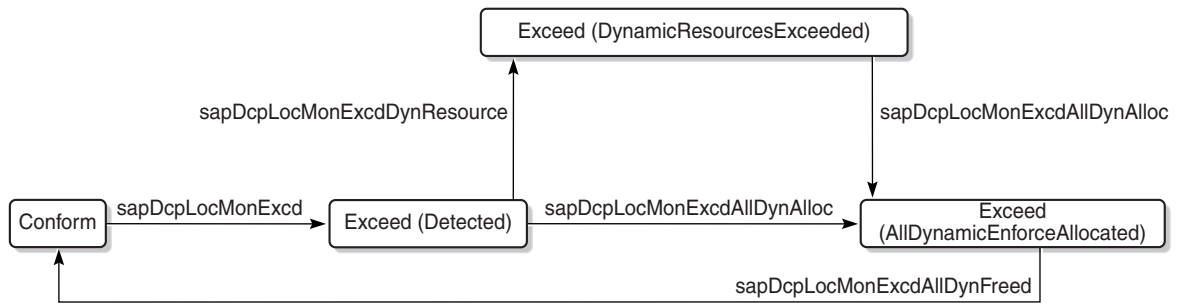 Exceed (DynamicResourcesExceeded)
sapDcpLocMonExcdDynResource
sapDcpLocMonExcdAllDynAlloc
Conform
sapDcpLocMonExcd
Exceed (Detected)
sapDcpLocMonExcdAllDynAlloc
Exceed
(AllDynamicEnforceAllocated)
sapDcpLocMonExcdAllDynFreed